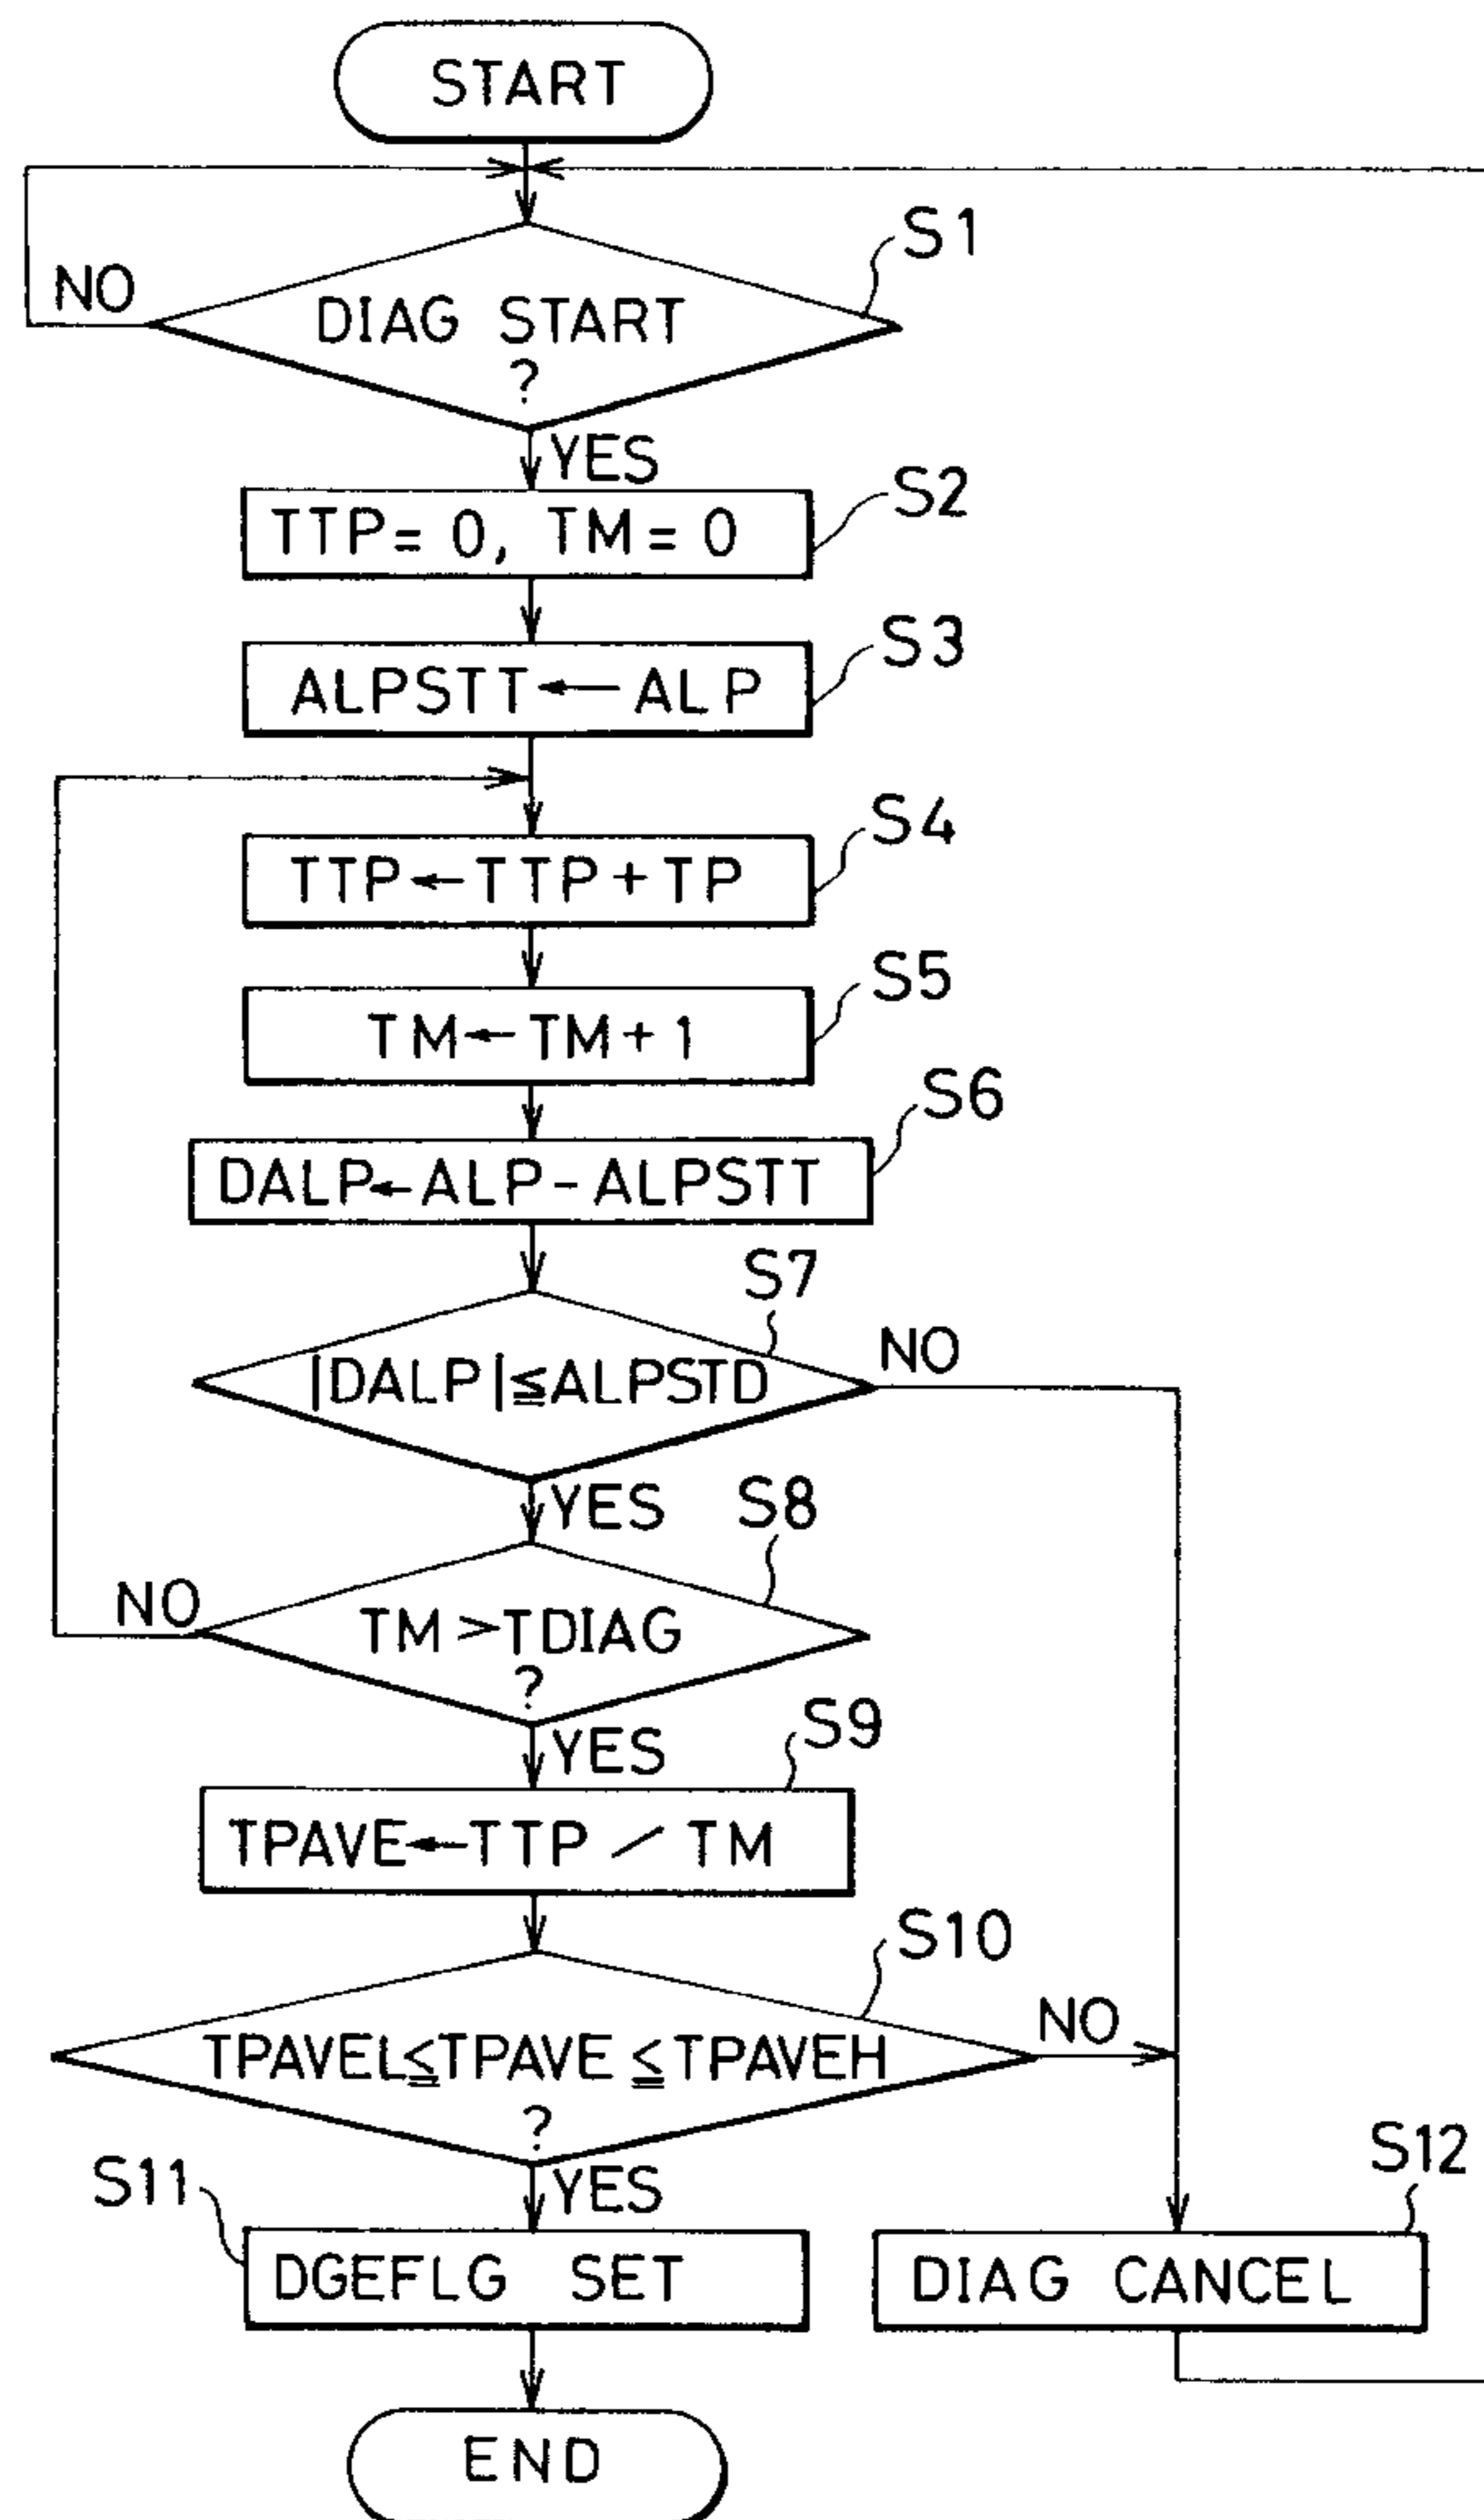 START
S1
NO
DIAG START
?
YES
S2
TTP = 0, TM = 0
S3
ALPSTT ← ALP
S4
TTP ← TTP + TP
S5
TM ← TM + 1
S6
DALP ← ALP - ALPSTT
S7
NO
|DALP| ≦ ALPSTD
YES
S8
NO
TM > TDIAG
?
YES
S9
TPAVE ← TTP / TM
S10
NO
TPAVEL ≦ TPAVE ≦ TPAVEH
?
S12
S11
YES
DGEFLG SET
DIAG CANCEL
END